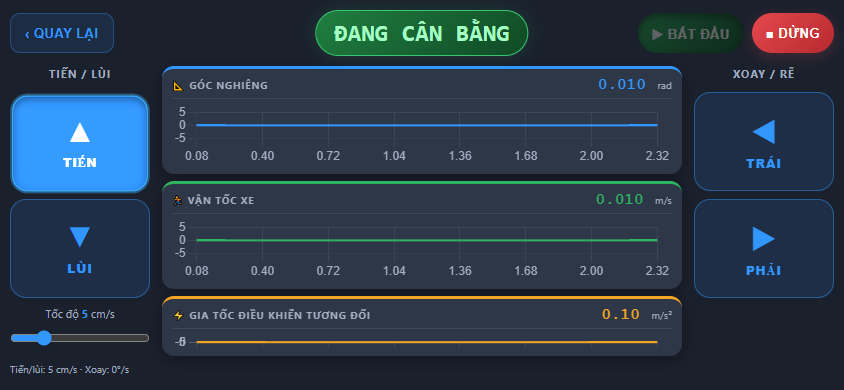 ‹ QUAY LẠI
ĐANG CÂN BẰNG
▶ BẮT ĐẦU
■ DỪNG
TIẾN / LÙI
▲
TIẾN
▼
LÙI
Tốc độ 5 cm/s
Tiến/lùi: 5 cm/s · Xoay: 0°/s
📐 GÓC NGHIÊNG 0.010 rad
5
0
-5
0.08 0.40 0.72 1.04 1.36 1.68 2.00 2.32
VẬN TỐC XE 0.010 m/s
5
0
-5
0.08 0.40 0.72 1.04 1.36 1.68 2.00 2.32
⚡ GIA TỐC ĐIỀU KHIỂN TƯƠNG ĐỐI 0.10 m/s²
XOAY / RẼ
◀
TRÁI
▶
PHẢI